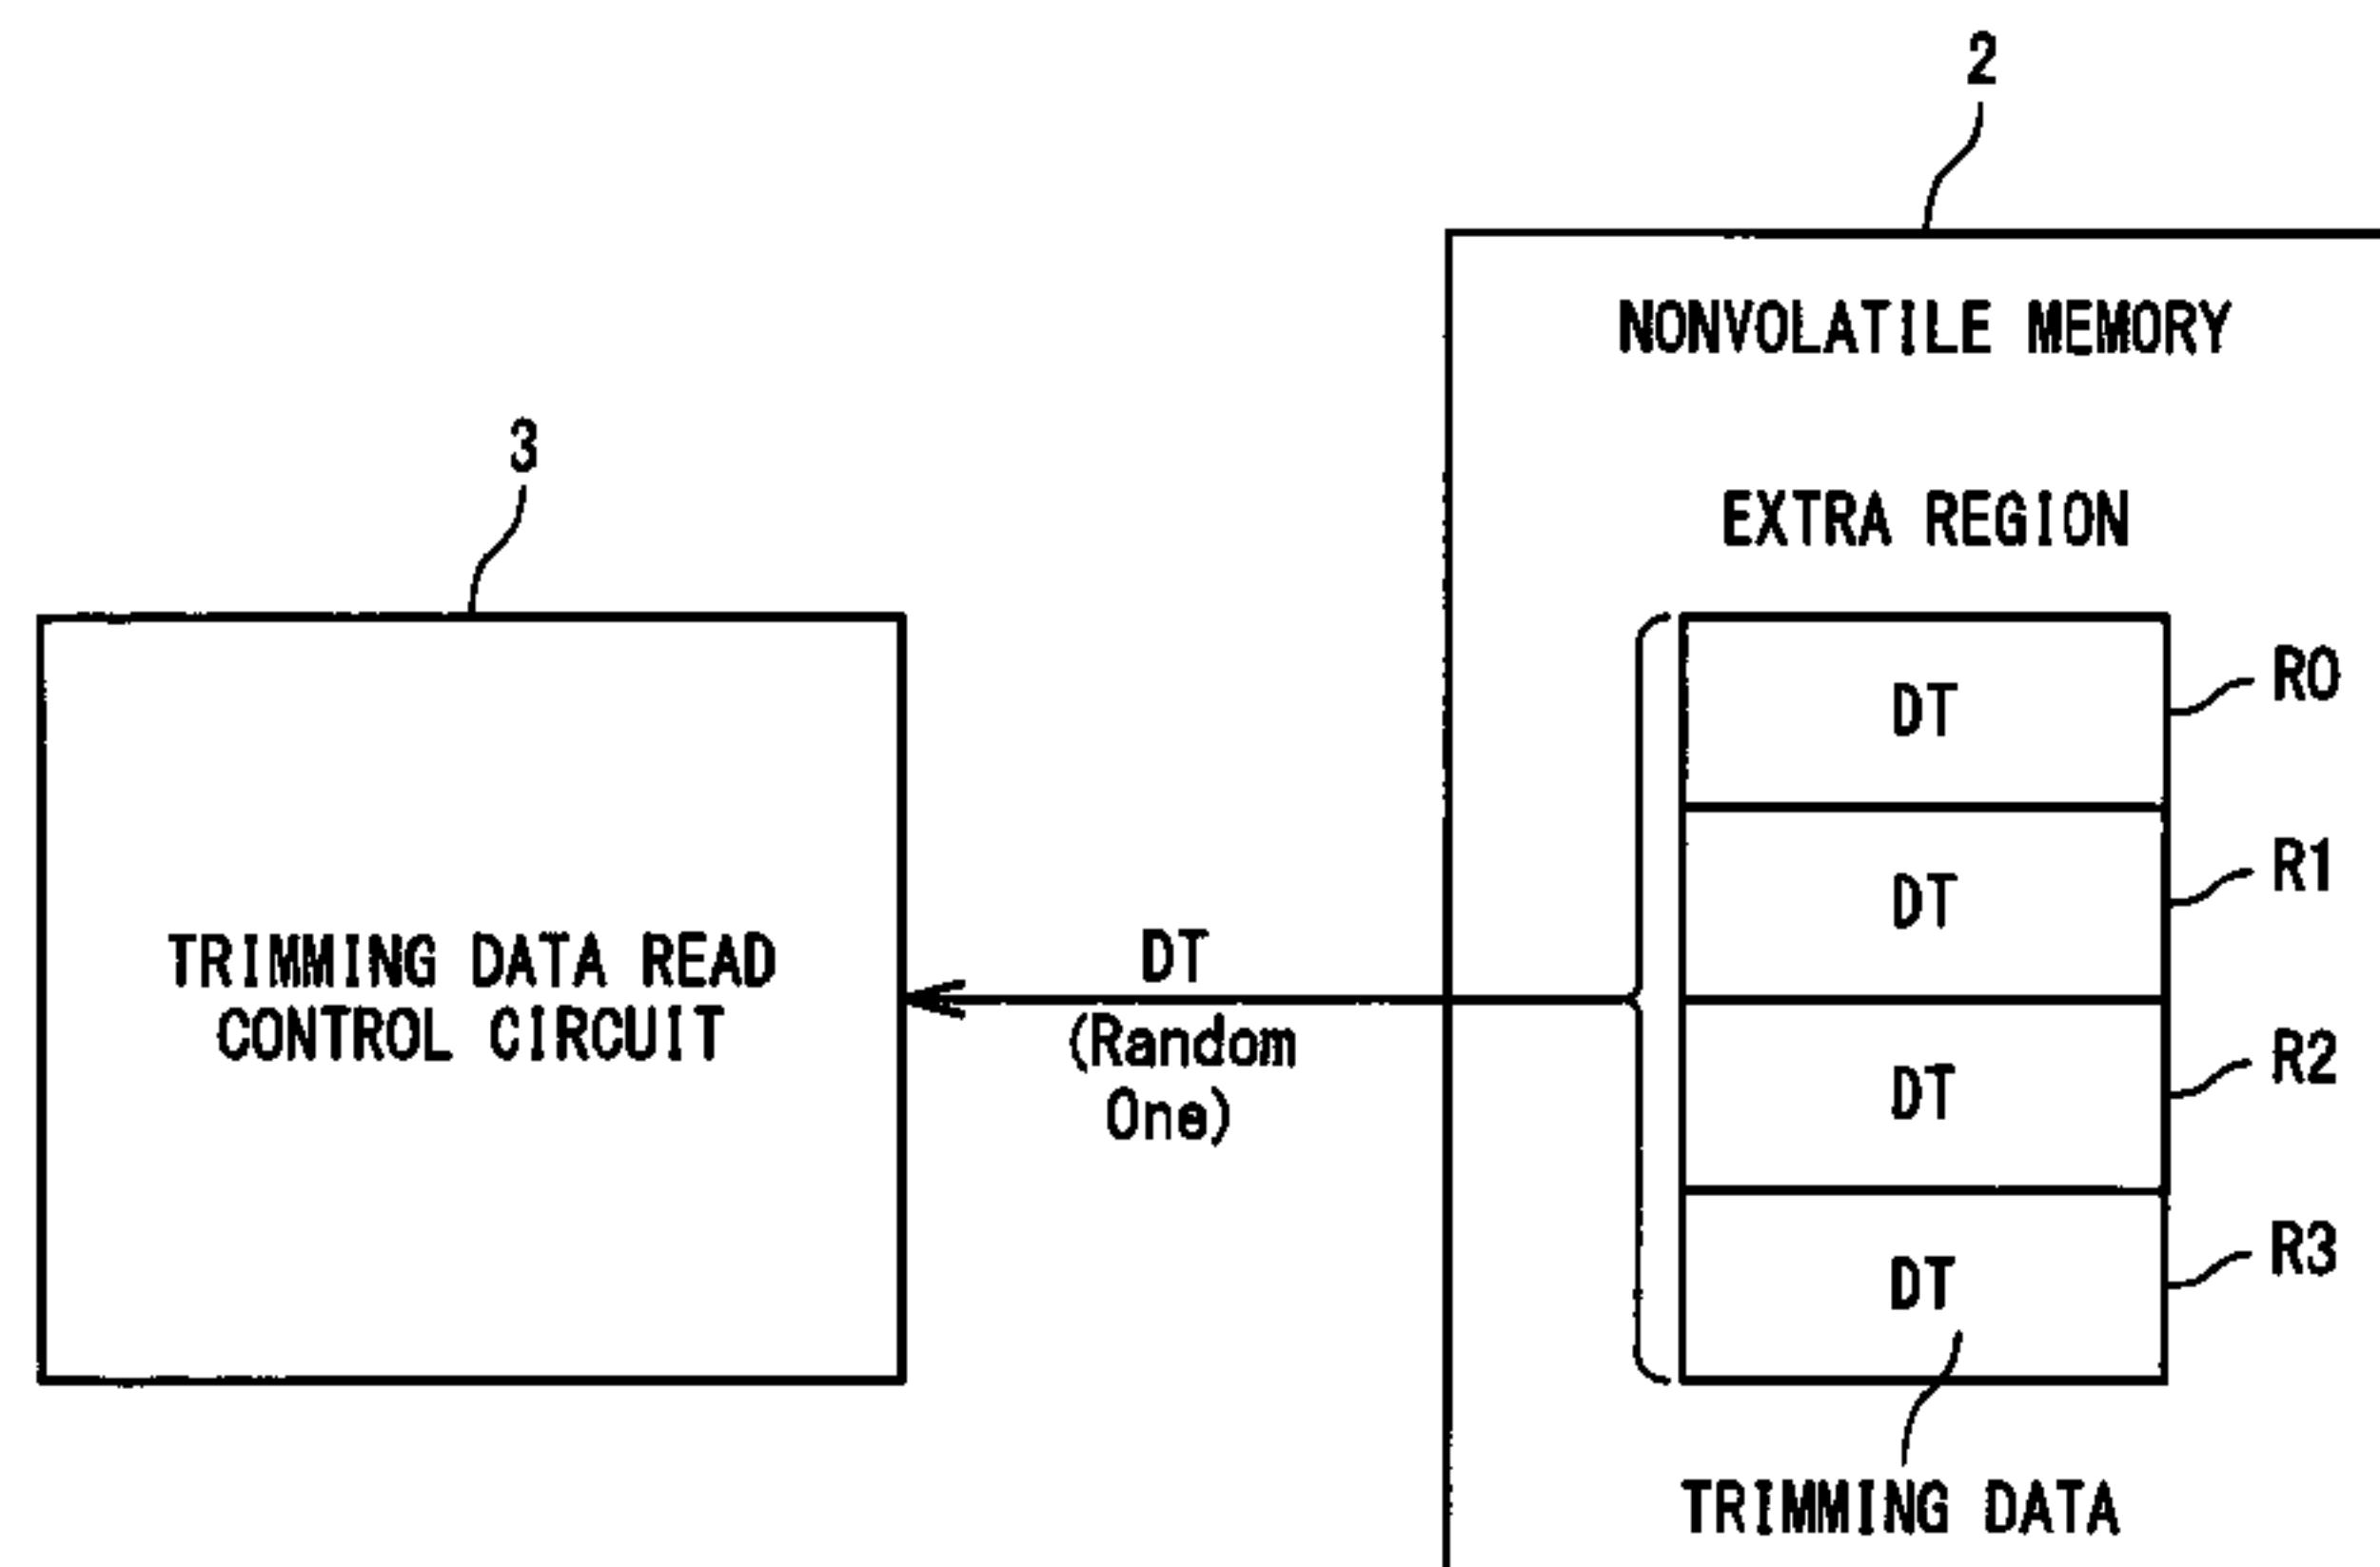 2
NONVOLATILE MEMORY
3
EXTRA REGION
DT
R0
DT
R1
TRIMMING DATA READ
CONTROL CIRCUIT
DT
(Random
One)
DT
R2
DT
R3
TRIMMING DATA